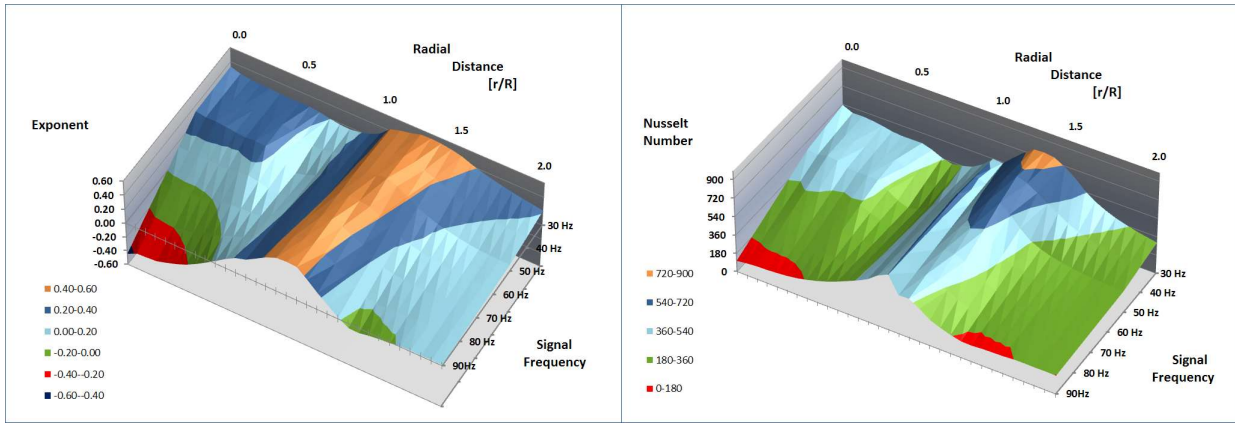 0.0
0.5
1.0
1.5
2.0
Radial
Distance
[r/R]
Exponent
0.60
0.40
0.20
0.00
-0.20
-0.40
-0.60
0.40-0.60
0.20-0.40
0.00-0.20
-0.20-0.00
-0.40--0.20
-0.60--0.40
30 Hz
40 Hz
50 Hz
60 Hz
70 Hz
80 Hz
90Hz
Signal
Frequency
0.0
0.5
1.0
1.5
2.0
Radial
Distance
[r/R]
Nusselt
Number
900
720
540
360
180
0
720-900
540-720
360-540
180-360
0-180
30 Hz
40 Hz
50 Hz
60 Hz
70 Hz
80 Hz
90Hz
Signal
Frequency